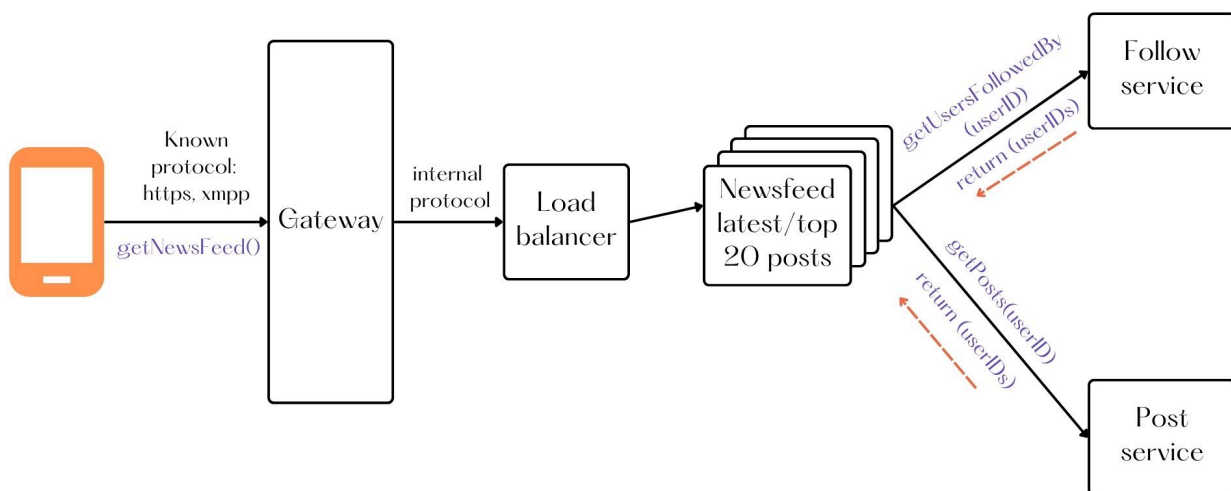 Known
protocol:
https, xmpp
getNewsFeed()
Gateway
internal
protocol
Load
balancer
Newsfeed
latest/top
20 posts
getUsersFollowedBy
(userID)
return (userIDs)
Follow
service
getPosts(userID)
return (userIDs)
Post
service